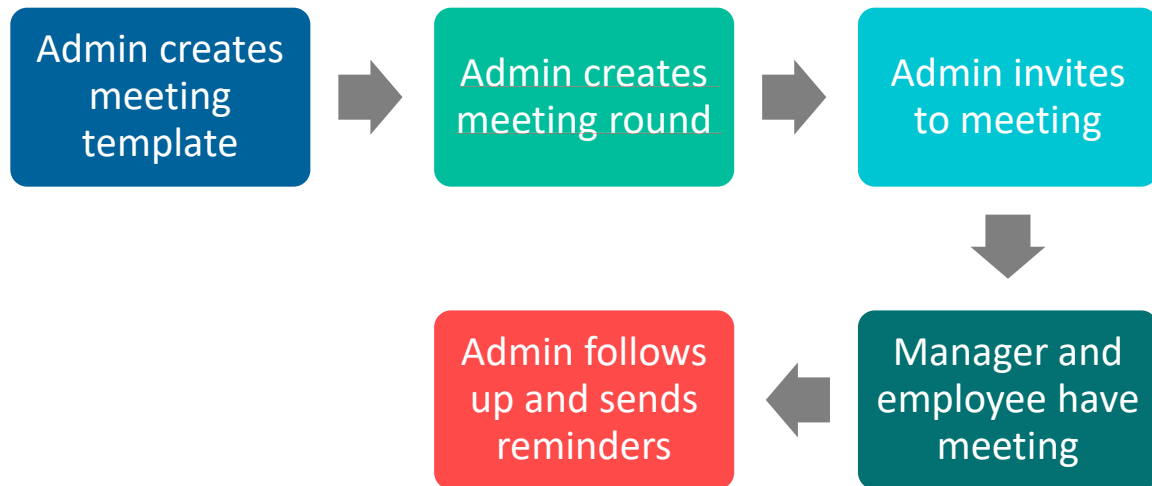 Admin creates
meeting
template
Admin creates
meeting round
Admin invites
to meeting
Manager and
employee have
meeting
Admin follows
up and sends
reminders